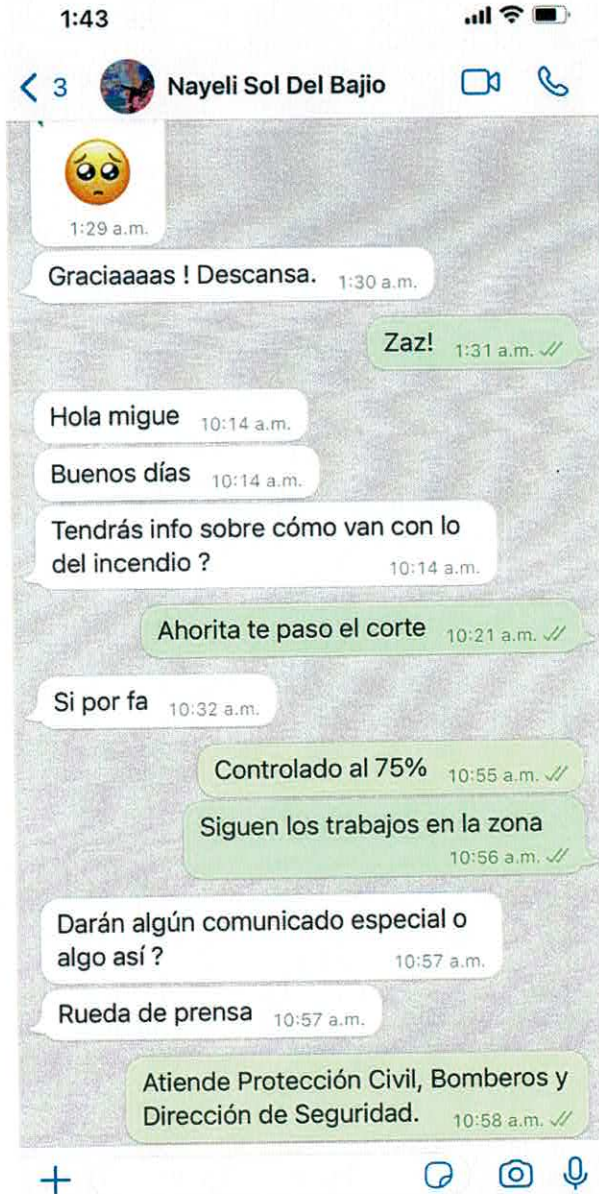 1:43
3 Nayeli Sol Del Bajio
1:29 a.m.
Graciaaaas ! Descansa. 1:30 a.m.
Zaz! 1:31 a.m.
Hola migue 10:14 a.m.
Buenos días 10:14 a.m.
Tendrás info sobre cómo van con lo
del incendio ? 10:14 a.m.
Ahorita te paso el corte 10:21 a.m.
Si por fa 10:32 a.m.
Controlado al 75% 10:55 a.m.
Siguen los trabajos en la zona
10:56 a.m.
Darán algún comunicado especial o
algo así ? 10:57 a.m.
Rueda de prensa 10:57 a.m.
Atiende Protección Civil, Bomberos y
Dirección de Seguridad. 10:58 a.m.